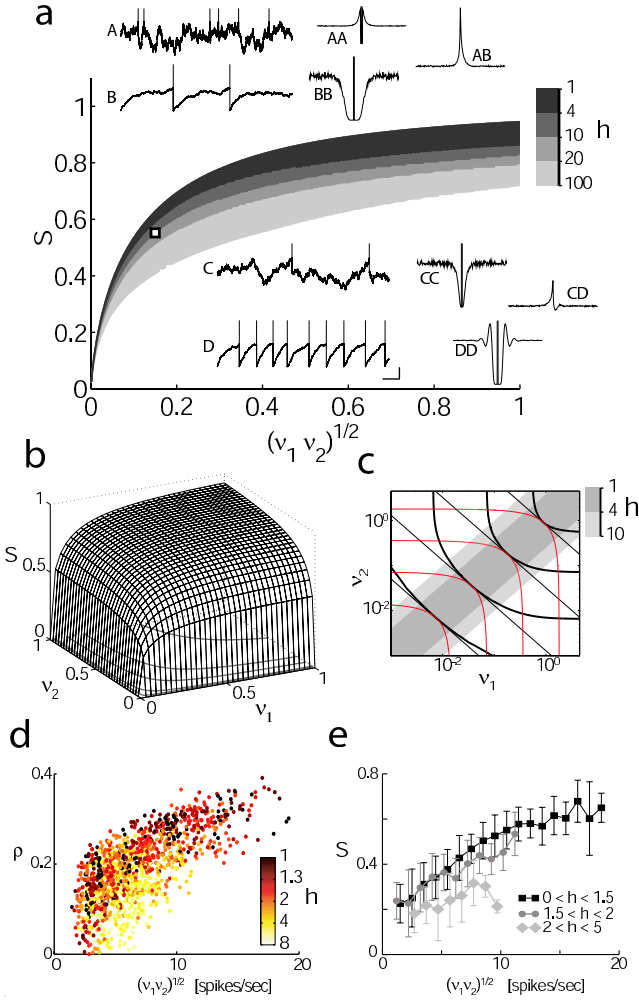 a
A
AA
AB
B
BB
1
1
4
10
20
100
h
0.8
0.6
0.4
0.2
0
S
C
CC
CD
D
DD
0 0.2 0.4 0.6 0.8 1
(ν₁ ν₂)^1/2
b
1
0.5
0
S
1
0.5
0
ν₂
0
0.5
1
ν₁
c
1
4
10
h
10⁰
10⁻²
ν₂
10⁻² 10⁰
ν₁
d
0.4
0.2
0
ρ
1
1.3
2
4
8
h
0 10 20
(ν₁ν₂)^1/2 [spikes/sec]
e
0.8
0.4
0
S
0 < h < 1.5
1.5 < h < 2
2 < h < 5
0 5 10 15 20
(ν₁ν₂)^1/2 [spikes/sec]